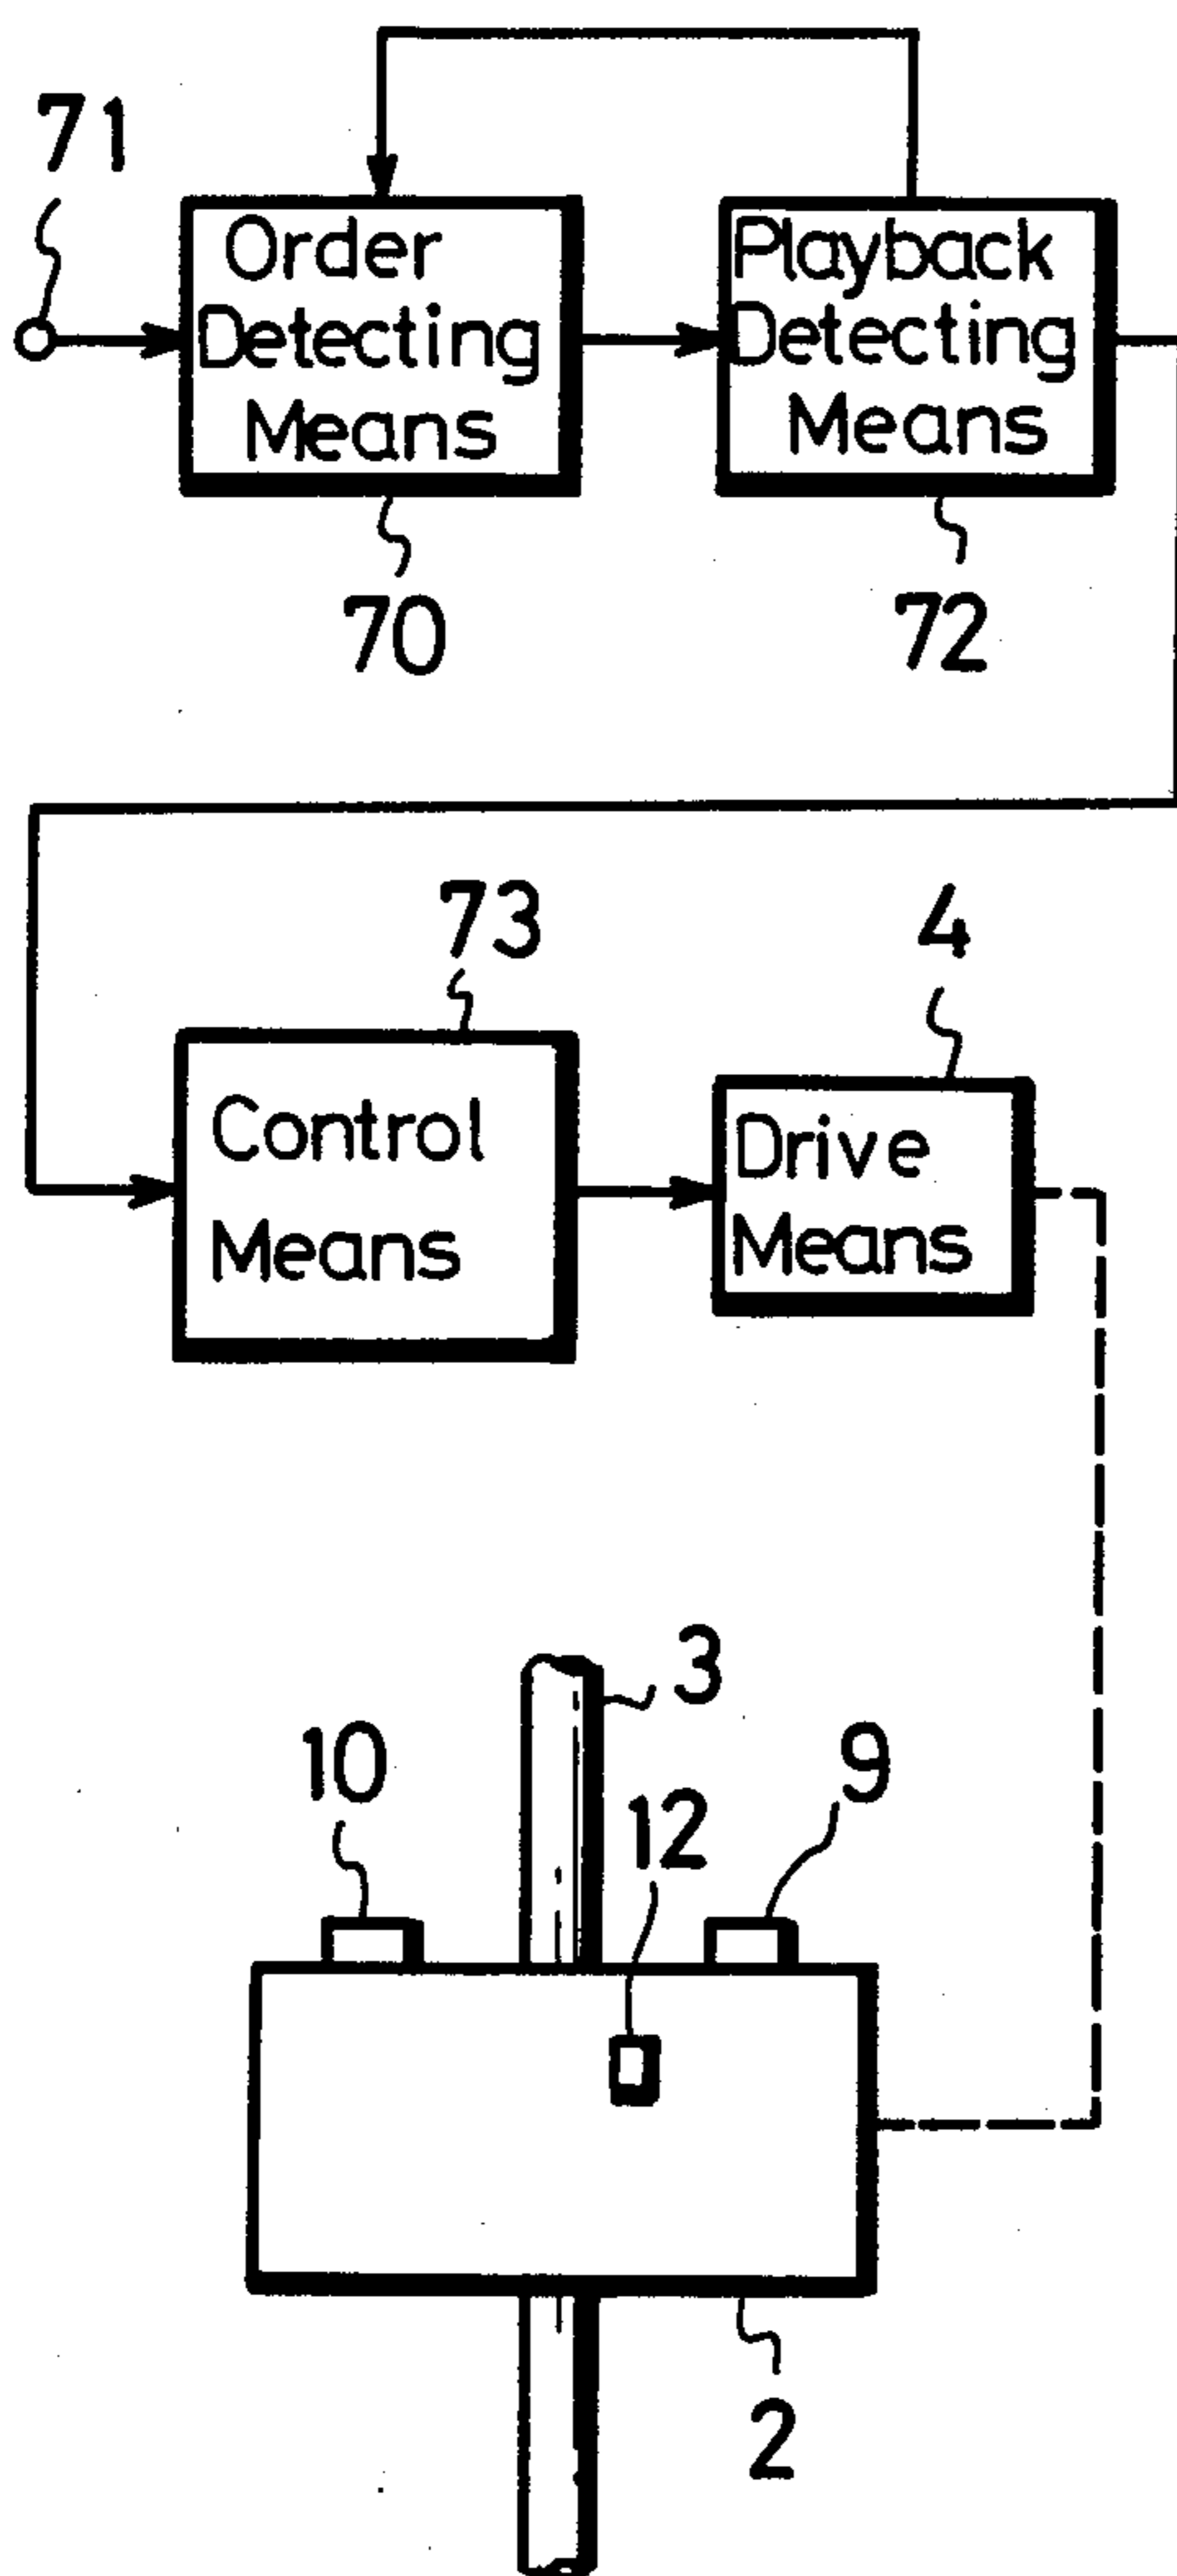 71
Order
Detecting
Means
Playback
Detecting
Means
70
72
73
4
Control
Means
Drive
Means
3
10
9
12
2